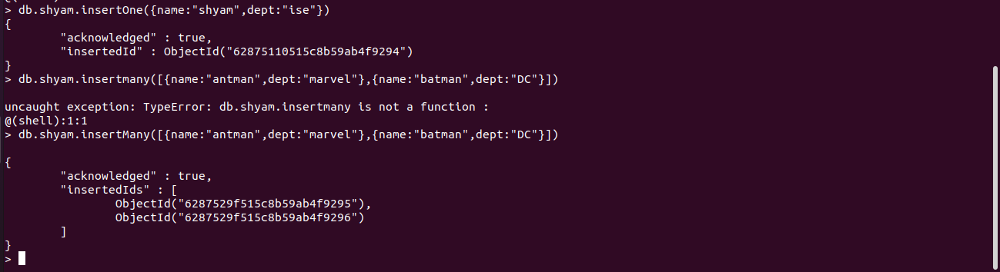 > db.shyam.insertOne({name:"shyam",dept:"ise"})
{
        "acknowledged" : true,
        "insertedId" : ObjectId("62875110515c8b59ab4f9294")
}
> db.shyam.insertmany([{name:"antman",dept:"marvel"},{name:"batman",dept:"DC"}])
uncaught exception: TypeError: db.shyam.insertmany is not a function :
@(shell):1:1
> db.shyam.insertMany([{name:"antman",dept:"marvel"},{name:"batman",dept:"DC"}])
{
        "acknowledged" : true,
        "insertedIds" : [
                ObjectId("6287529f515c8b59ab4f9295"),
                ObjectId("6287529f515c8b59ab4f9296")
        ]
}
>